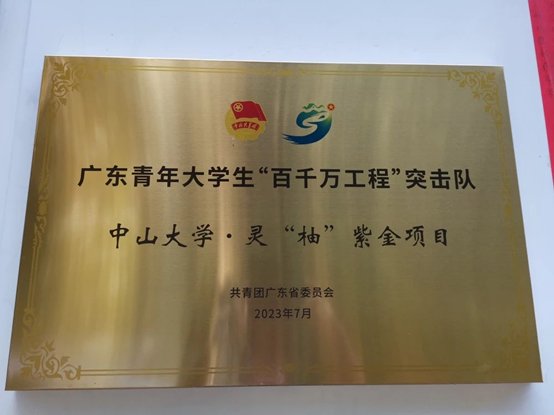 广东青年大学生“百千万工程”突击队
中山大学·灵“柚”紫金项目
共青团广东省委员会
2023年7月